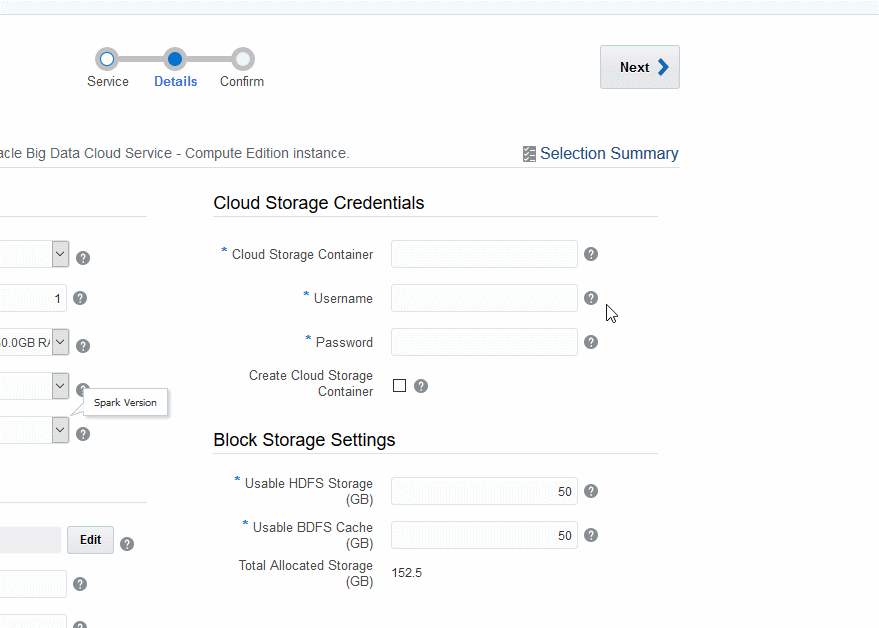 Service
Details
Confirm
Next
acle Big Data Cloud Service - Compute Edition instance.
Selection Summary
Cloud Storage Credentials
* Cloud Storage Container
?
?
1
?
* Username
?
0.0GB RA
?
* Password
?
Create Cloud Storage
Container
?
Spark Version
?
Block Storage Settings
* Usable HDFS Storage
(GB)
50
?
Edit
?
* Usable BDFS Cache
(GB)
50
?
Total Allocated Storage
(GB)
152.5
?
?